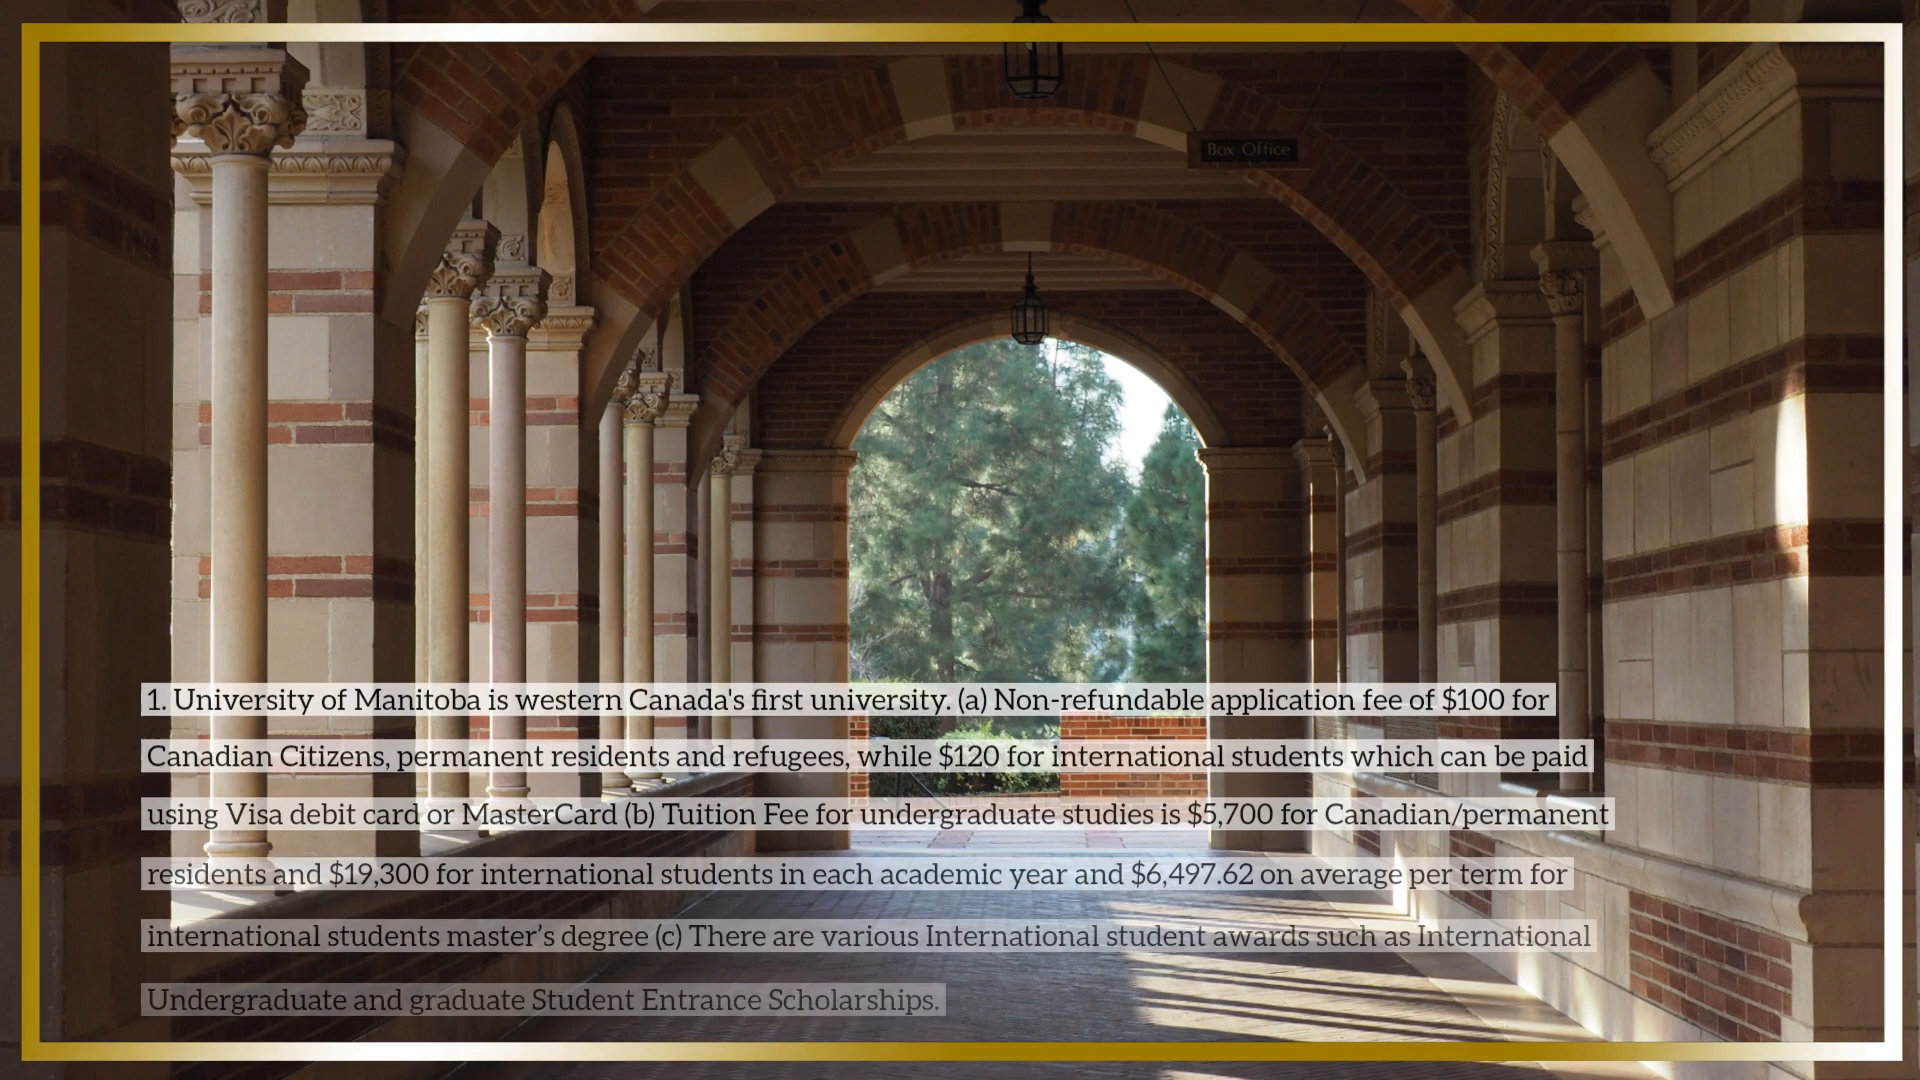 Box Office
1. University of Manitoba is western Canada's first university. (a) Non-refundable application fee of $100 for
Canadian Citizens, permanent residents and refugees, while $120 for international students which can be paid
using Visa debit card or MasterCard (b) Tuition Fee for undergraduate studies is $5,700 for Canadian/permanent
residents and $19,300 for international students in each academic year and $6,497.62 on average per term for
international students master’s degree (c) There are various International student awards such as International
Undergraduate and graduate Student Entrance Scholarships.